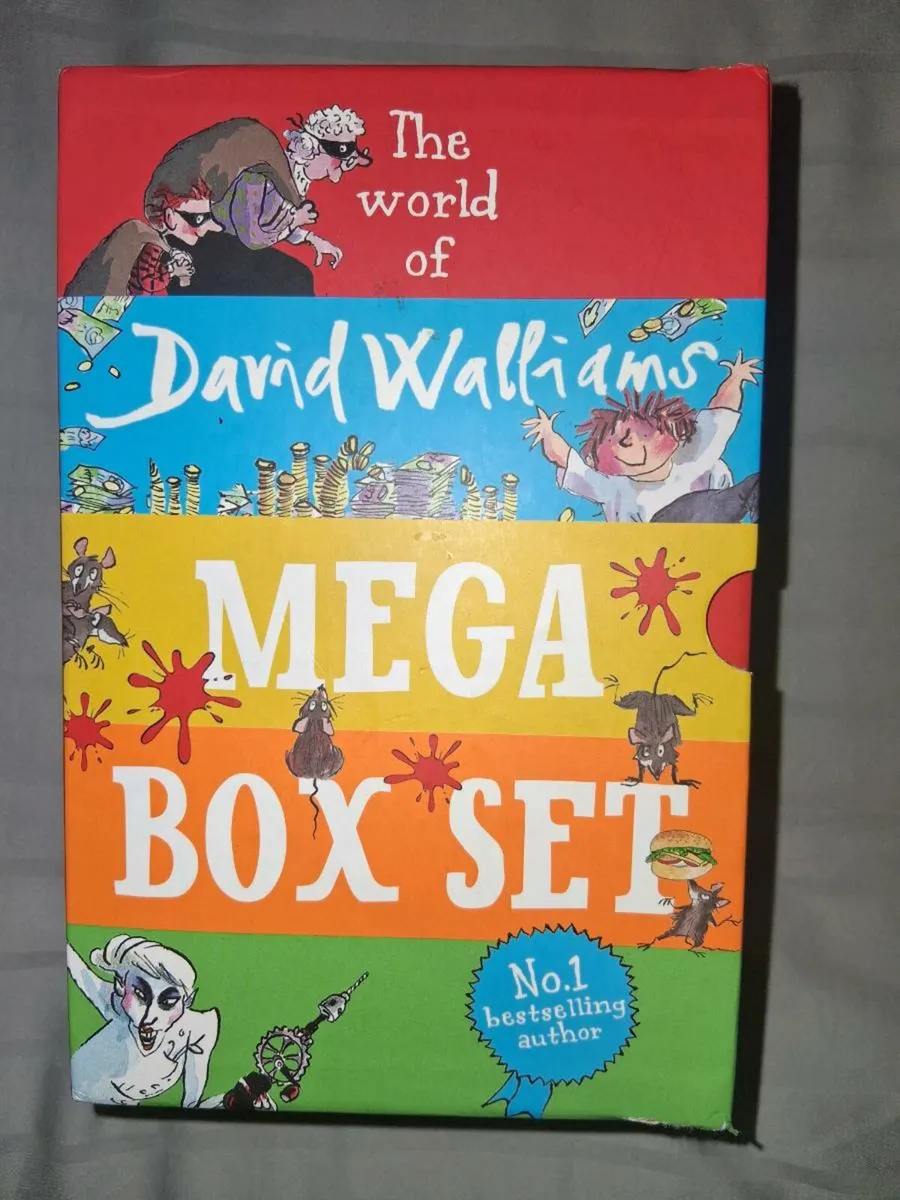 The
world
of
David Walliams
MEGA
BOX SET
No.1
bestselling
author